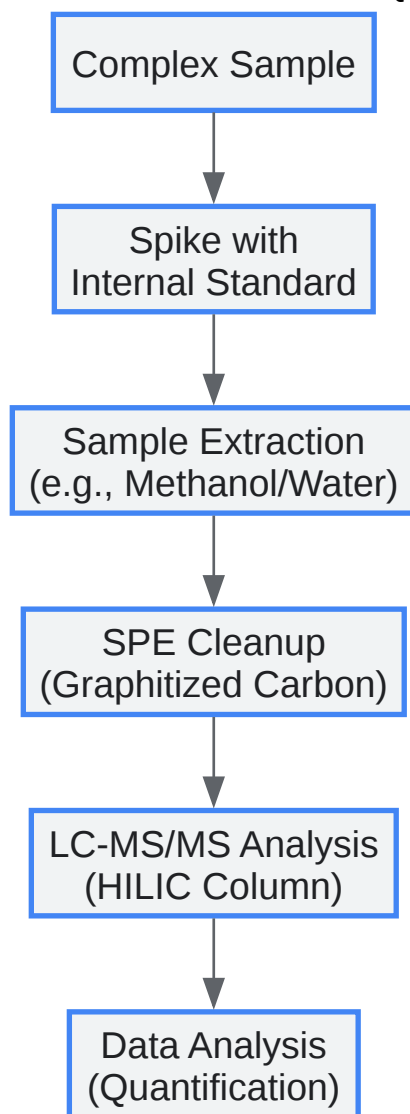 Complex Sample
Spike with
Internal Standard
Sample Extraction
(e.g., Methanol/Water)
SPE Cleanup
(Graphitized Carbon)
LC-MS/MS Analysis
(HILIC Column)
Data Analysis
(Quantification)